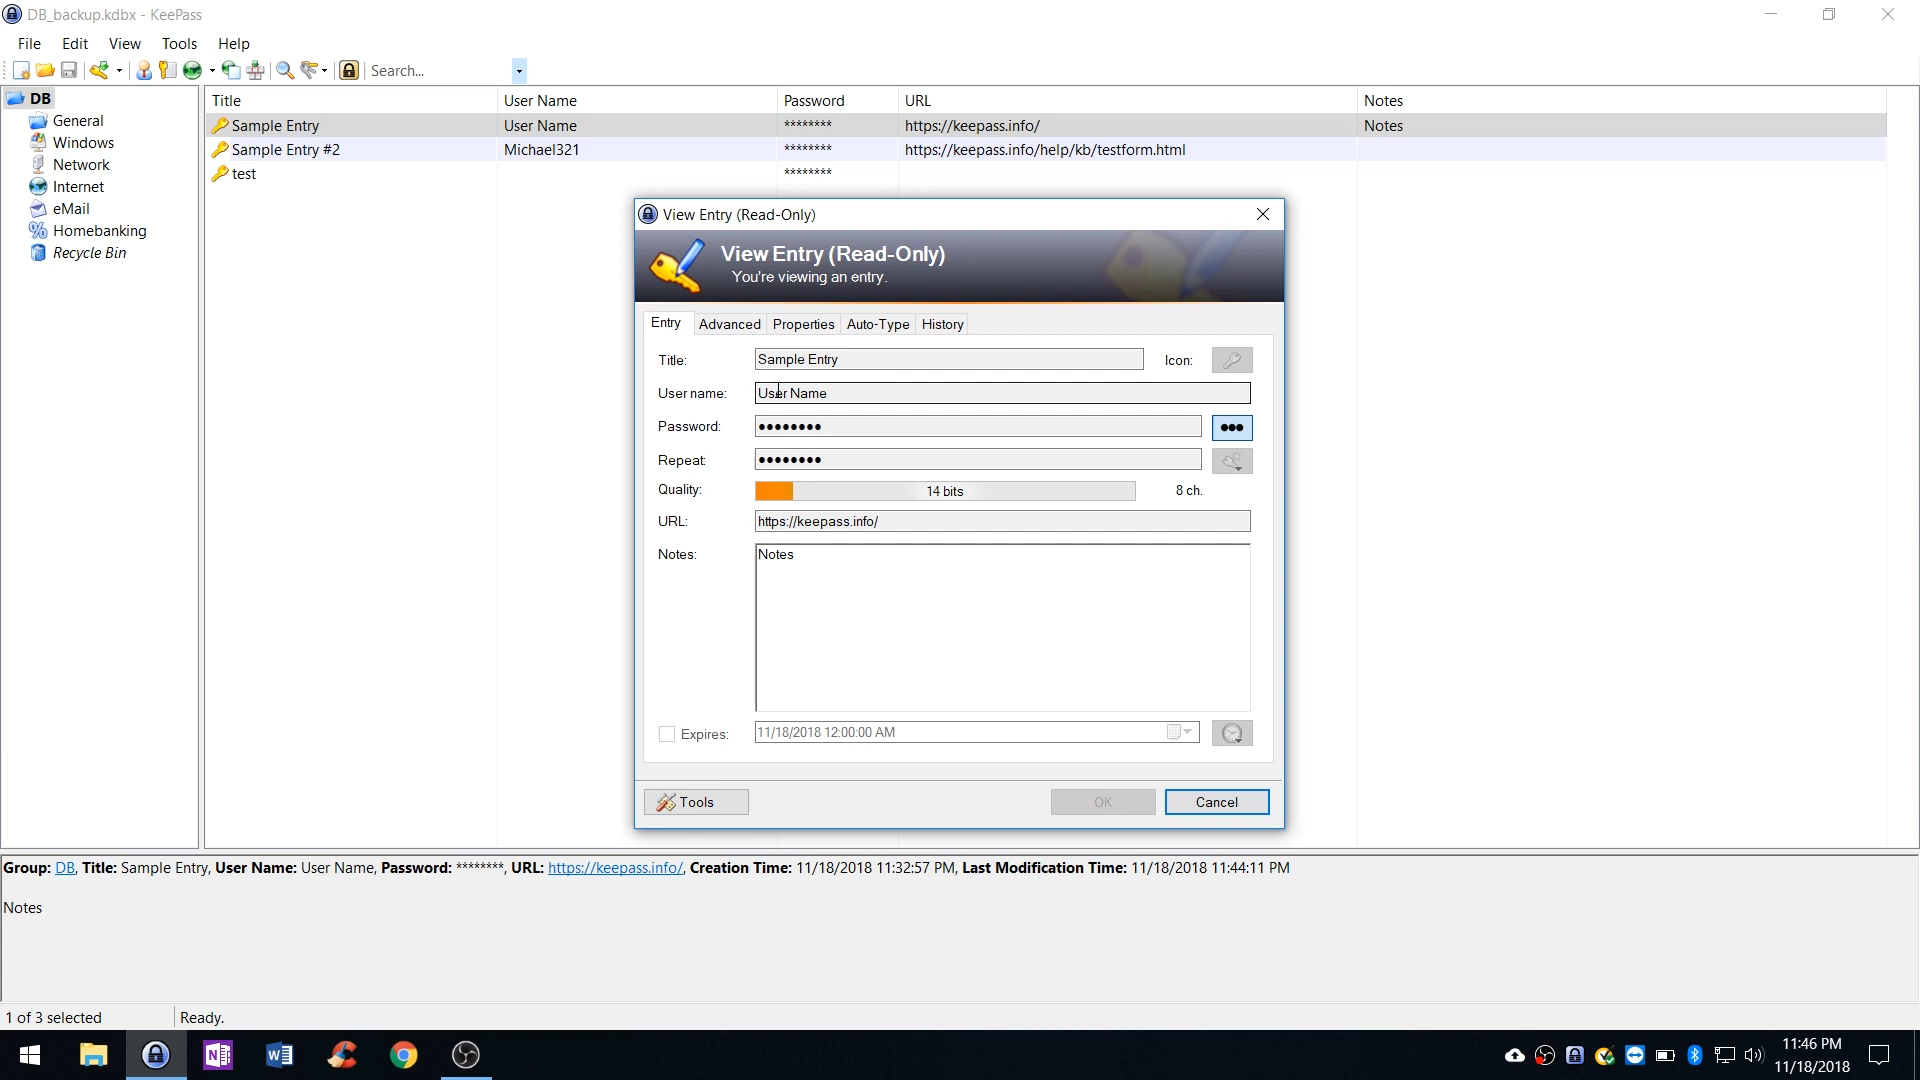 DB_backup.kdbx - KeePass
File Edit View Tools Help
Search...
DB
General
Windows
Network
Internet
eMail
Homebanking
Recycle Bin
Title User Name Password URL Notes
Sample Entry User Name ******** https://keepass.info/ Notes
Sample Entry #2 Michael321 ******** https://keepass.info/help/kb/testform.html
test ********
View Entry (Read-Only)
View Entry (Read-Only)
You're viewing an entry.
Entry Advanced Properties Auto-Type History
Title: Sample Entry Icon:
User name: User Name
Password: ●●●●●●●●
Repeat: ●●●●●●●●
Quality: 14 bits 8 ch.
URL: https://keepass.info/
Notes: Notes
Expires: 11/18/2018 12:00:00 AM
Tools OK Cancel
Group: DB, Title: Sample Entry, User Name: User Name, Password: ********, URL: https://keepass.info/, Creation Time: 11/18/2018 11:32:57 PM, Last Modification Time: 11/18/2018 11:44:11 PM
Notes
1 of 3 selected Ready.
11:46 PM
11/18/2018